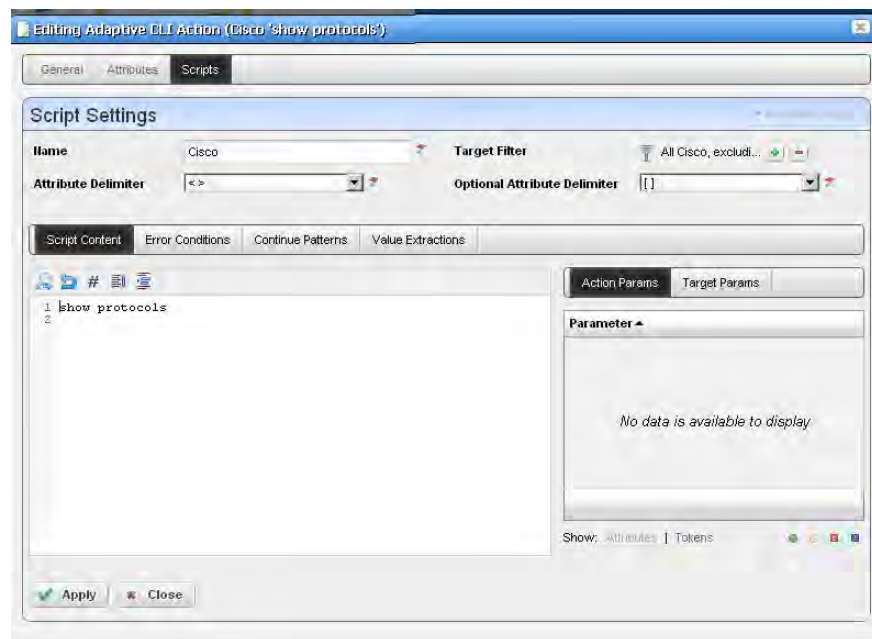 Editing Adaptive CLI Action (Cisco 'show protocols')
General Attributes Scripts
Script Settings
Name Cisco Target Filter All Cisco, excludi...
Attribute Delimiter <> Optional Attribute Delimiter []
Script Content Error Conditions Continue Patterns Value Extractions
#
Action Params Target Params
1 show protocols
2
Parameter
No data is available to display
Show: Attributes | Tokens
Apply Close